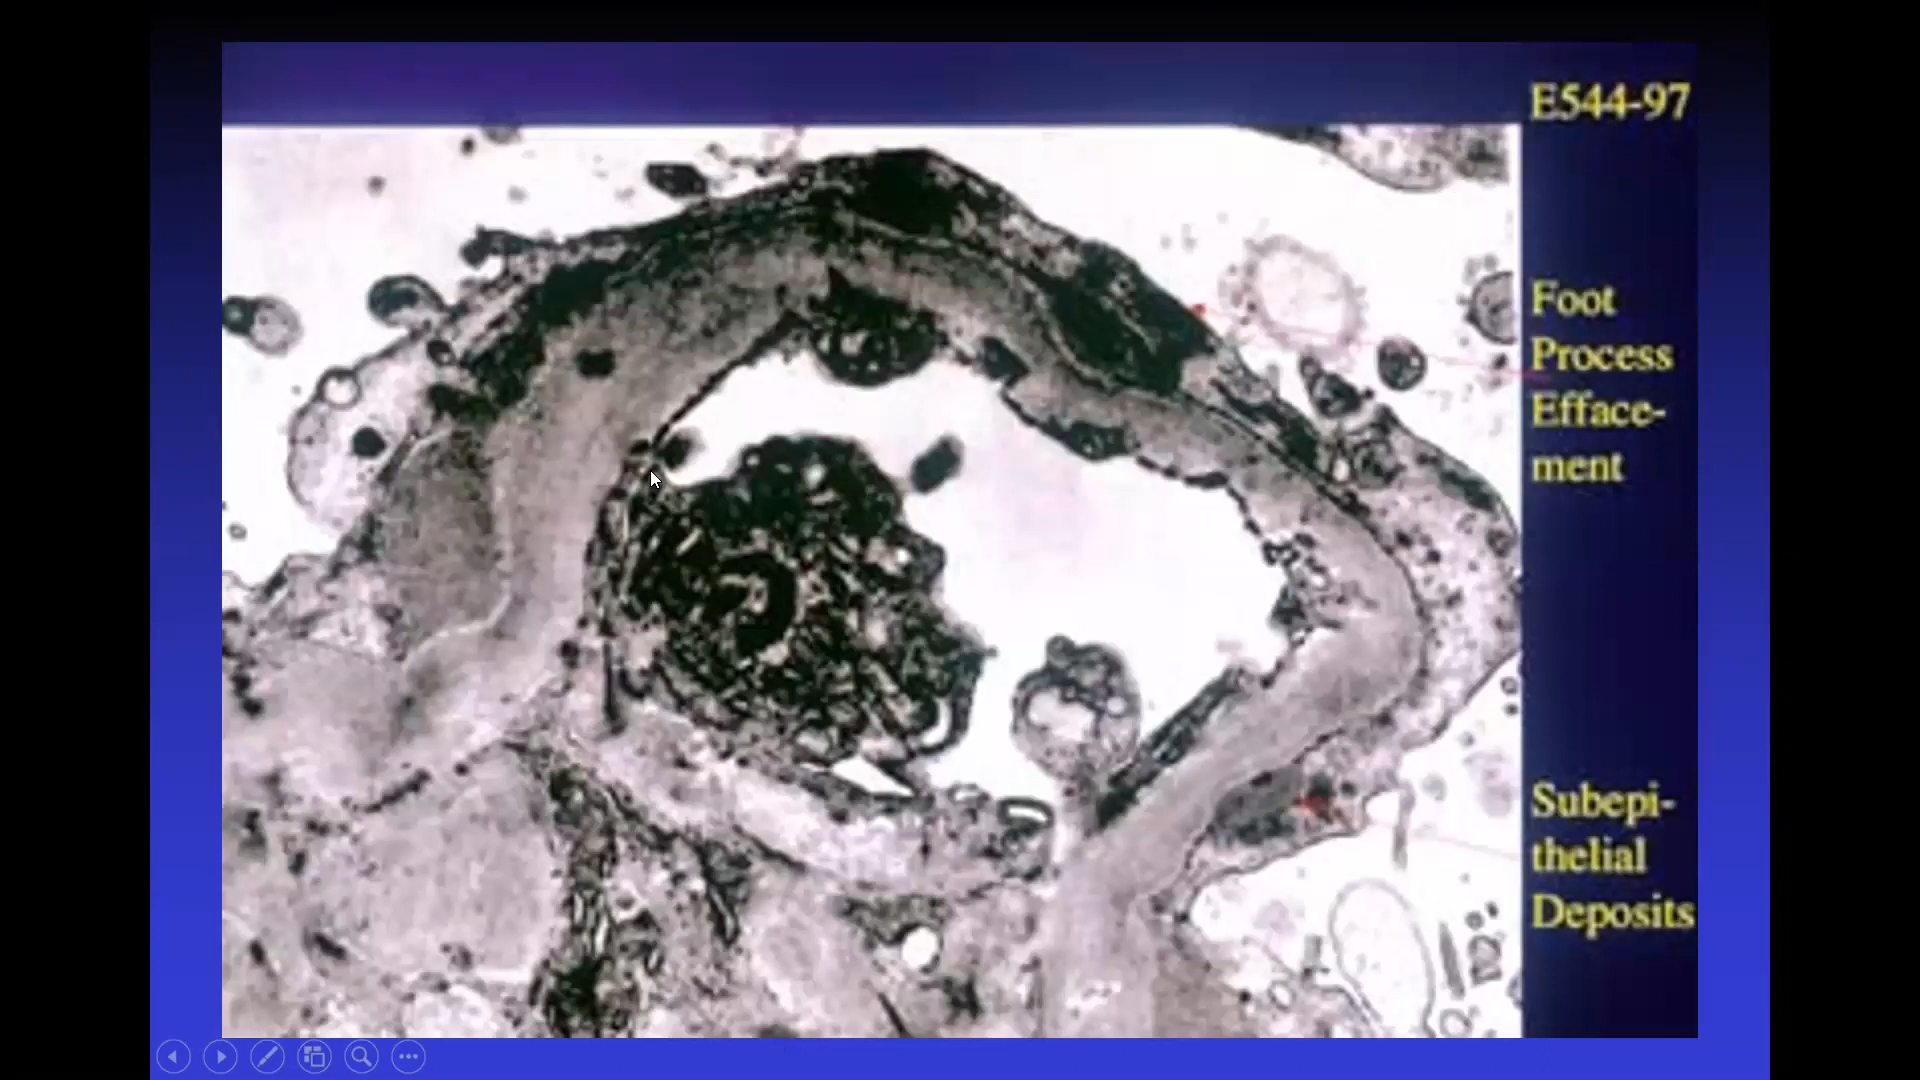 E544-97
Foot
Process
Efface-
ment
Subepi-
thelial
Deposits